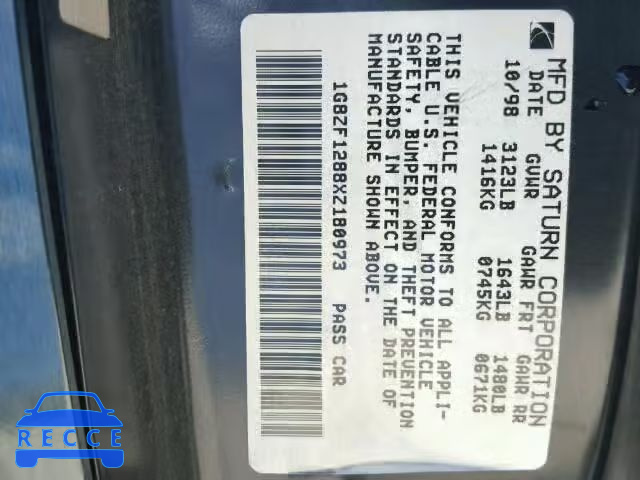 MFD BY SATURN CORPORATION
DATE GVWR GAWR FRT GAWR RR
10/98 3123LB 1643LB 1480LB
1416KG 0745KG 0671KG
THIS VEHICLE CONFORMS TO ALL APPLI-
CABLE U.S. FEDERAL MOTOR VEHICLE
SAFETY, BUMPER, AND THEFT PREVENTION
STANDARDS IN EFFECT ON THE DATE OF
MANUFACTURE SHOWN ABOVE.
1G8ZF1288XZ180973 PASS CAR
RECCE